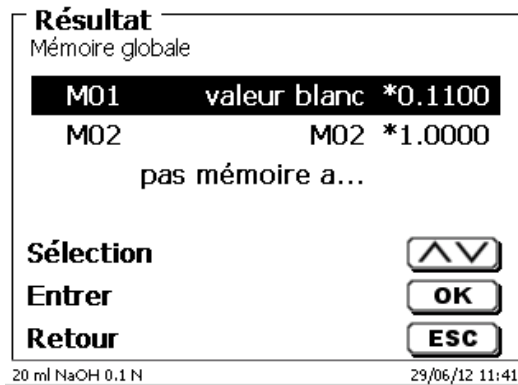 Résultat
Mémoire globale
M01 valeur blanc *0.1100
M02 M02 *1.0000
pas mémoire a...
Sélection
Entrer OK
Retour ESC
20 ml NaOH 0.1 N 29/06/12 11:41